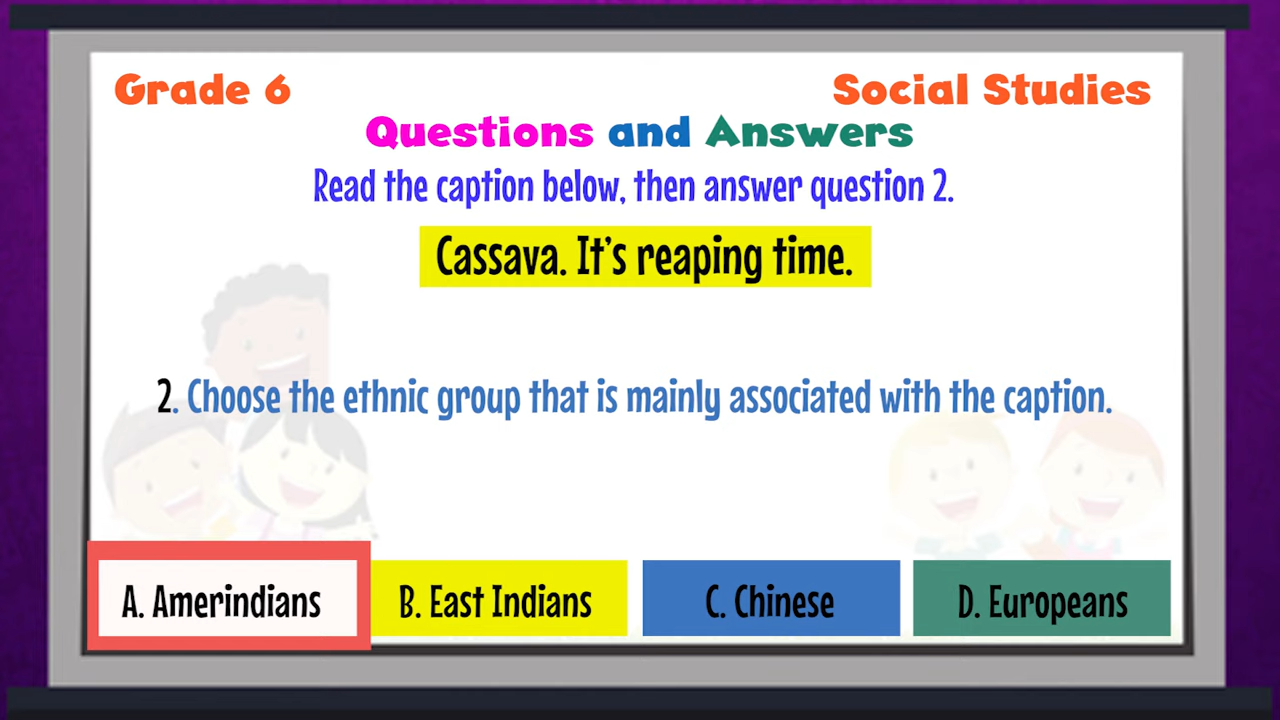 Grade 6
Social Studies
Questions and Answers
Read the caption below, then answer question 2.
Cassava. It's reaping time.
2. Choose the ethnic group that is mainly associated with the caption.
A. Amerindians
B. East Indians
C. Chinese
D. Europeans